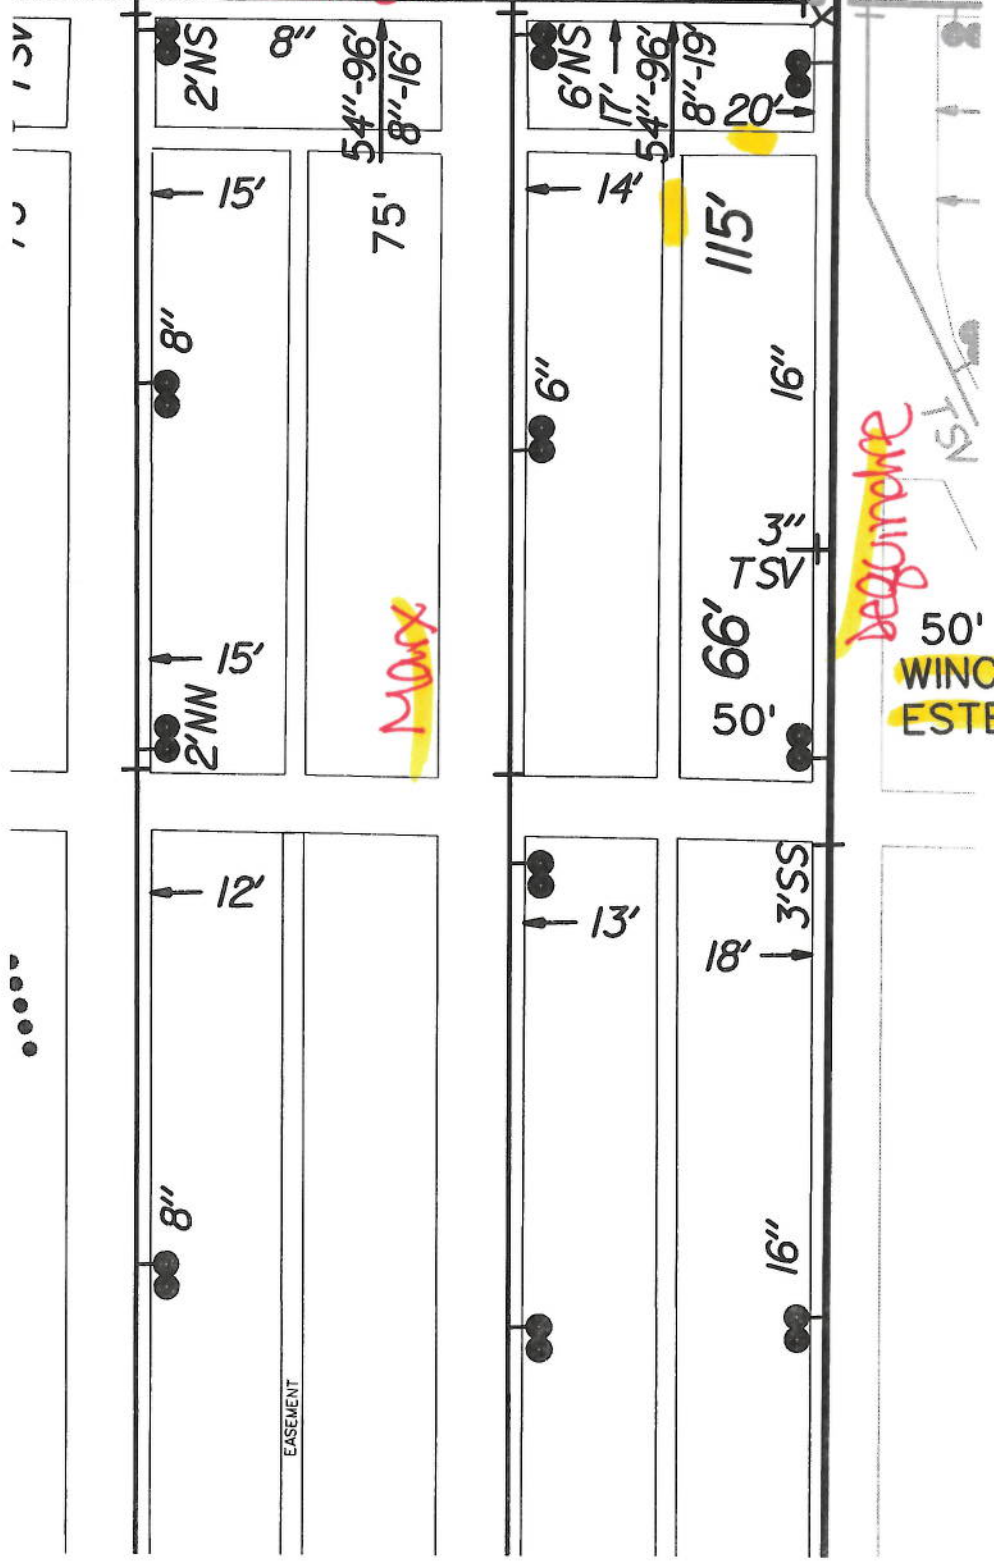 TSV
2'NS
8"
54"-96'
8"-16'
6'NS
17'
54"-96'
8"-19'
20'
15'
75'
14'
115'
8"
6"
16"
TSV
3"
TSV
Dequindre
66'
50'
15'
2'NN
Marx
50'
WINC
ESTE
12'
13'
3'SS
18'
8"
16"
EASEMENT